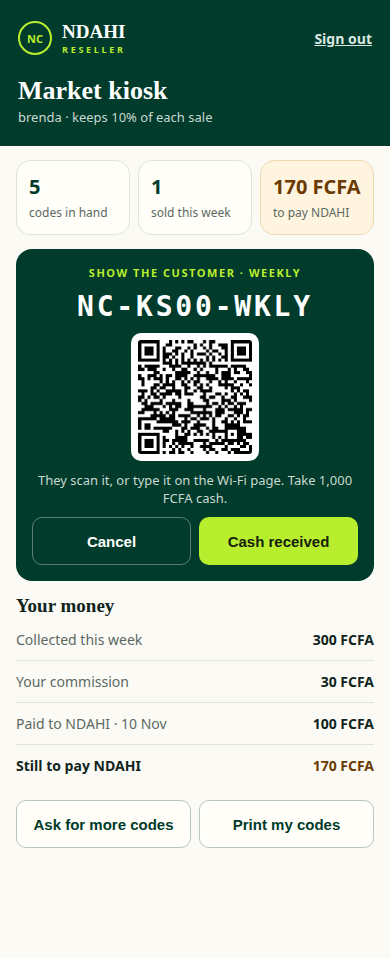 NC
NDAHI
RESELLER
Sign out
Market kiosk
brenda · keeps 10% of each sale
5
codes in hand
1
sold this week
170 FCFA
to pay NDAHI
SHOW THE CUSTOMER · WEEKLY
NC-KS00-WKLY
They scan it, or type it on the Wi-Fi page. Take 1,000
FCFA cash.
Cancel
Cash received
Your money
Collected this week 300 FCFA
Your commission 30 FCFA
Paid to NDAHI · 10 Nov 100 FCFA
Still to pay NDAHI 170 FCFA
Ask for more codes
Print my codes